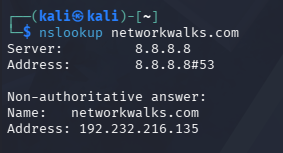 ┌──(kali㉿kali)-[~]
└─$ nslookup networkwalks.com
Server:         8.8.8.8
Address:        8.8.8.8#53

Non-authoritative answer:
Name:   networkwalks.com
Address: 192.232.216.135